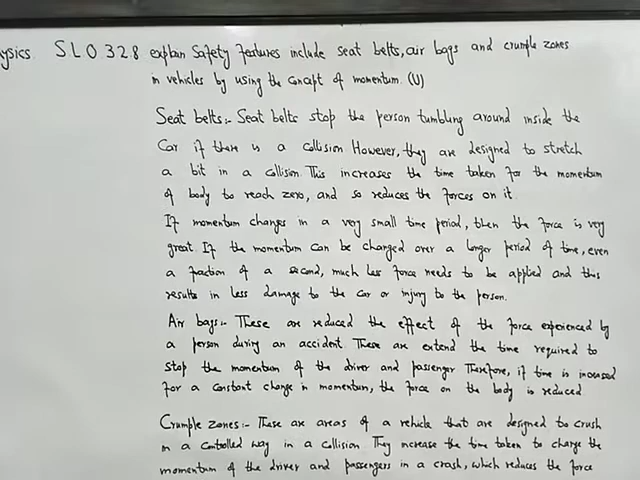 ysics SLO 3.2.8 explain Safety features include seat belts, air bags and crumple zones
in vehicles by using the concept of momentum. (U)
Seat belts:- Seat belts stop the person tumbling around inside the
Car if there is a collision However, they are designed to stretch
a bit in a collision. This increases the time taken for the momentum
of body to reach zero, and so reduces the forces on it.
If momentum changes in a very small time period, then the force is very
great. If the momentum can be changed over a longer period of time, even
a fraction of a second, much less force needs to be applied and this
results in less damage to the car or injury to the person.
Air bags:- These are reduced the effect of the force experienced by
a person during an accident. These are extend the time required to
stop the momentum of the driver and passenger Therefore, if time is increased
for a constant change in momentum, the force on the body is reduced
Crumple zones:- These are areas of a vehicle that are designed to crush
in a controlled way in a collision They increase the time taken to change the
momentum of the driver and passengers in a crash, which reduces the force